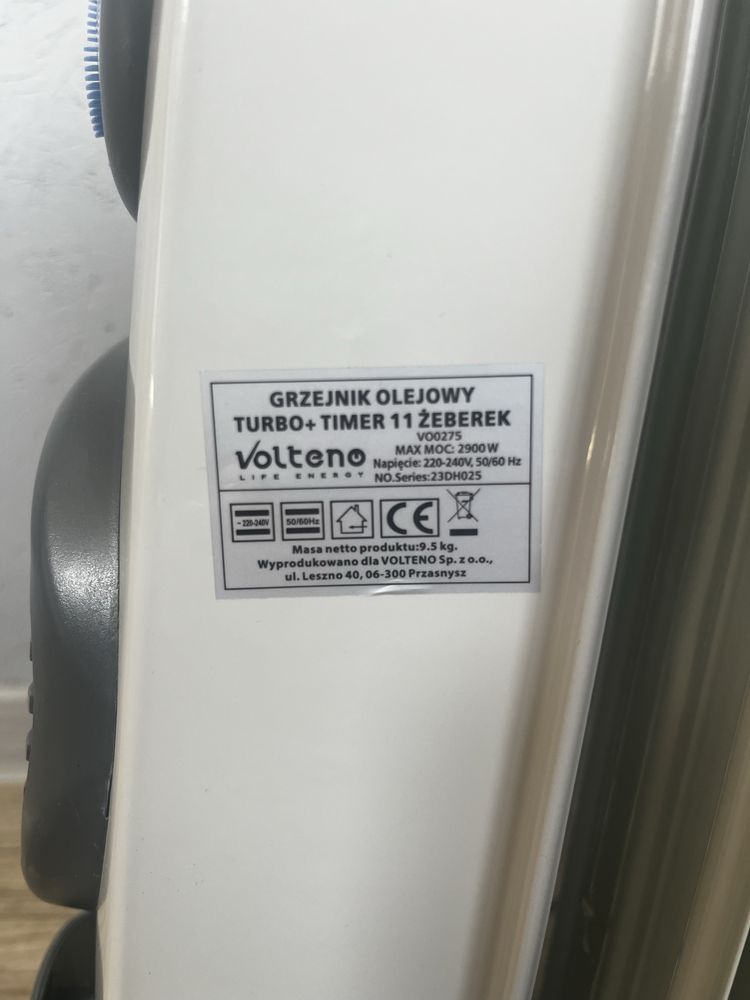 GRZEJNIK OLEJOWY
TURBO+ TIMER 11 ŻEBEREK
VO0275
Volteno
LIFE ENERGY
MAX MOC: 2900 W
Napięcie: 220-240V, 50/60 Hz
NO.Series:23DH025
~ 220-240V
50/60Hz
CE
Masa netto produktu:9.5 kg.
Wyprodukowano dla VOLTENO Sp. z o.o.,
ul. Leszno 40, 06-300 Przasnysz